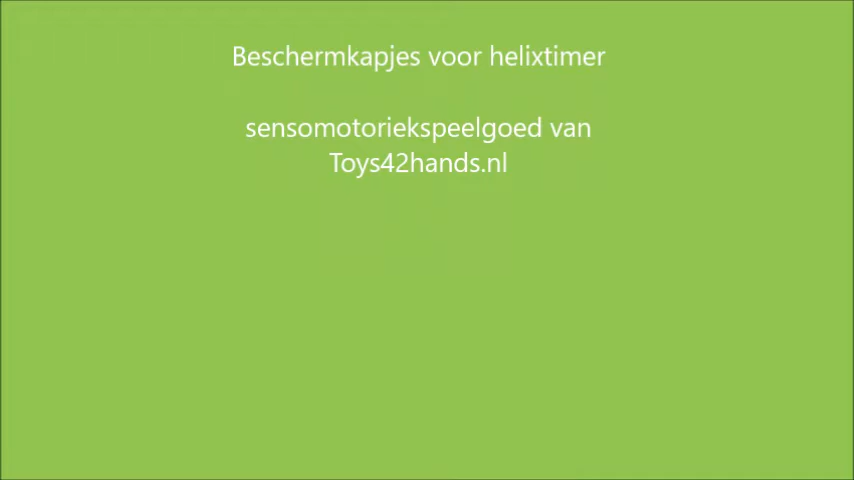 Beschermkapjes voor helixtimer
sensomotoriekspeelgoed van
Toys42hands.nl